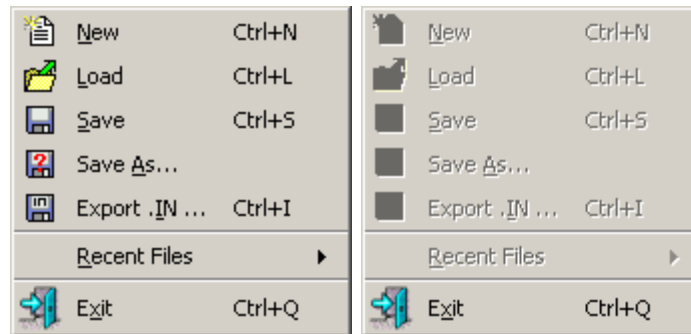 New Ctrl+N
Load Ctrl+L
Save Ctrl+S
Save As...
Export .IN ... Ctrl+I
Recent Files
Exit Ctrl+Q
New Ctrl+N
Load Ctrl+L
Save Ctrl+S
Save As...
Export .IN ... Ctrl+I
Recent Files
Exit Ctrl+Q